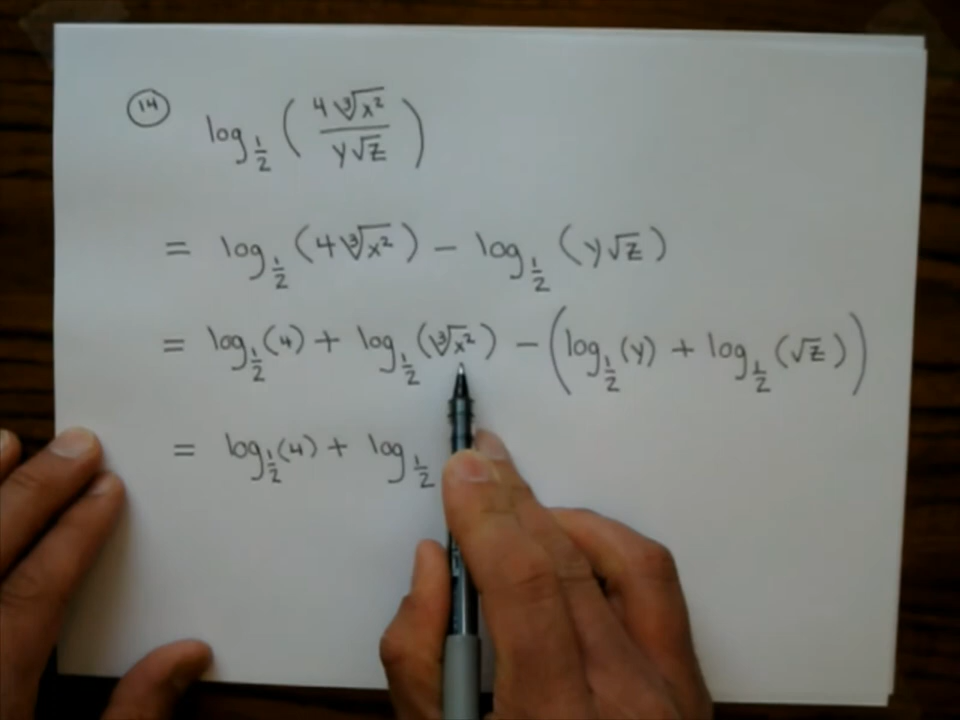 14 log_{1/2} ( 4∛x² / y√z )
= log_{1/2} (4∛x²) − log_{1/2} (y√z)
= log_{1/2} (4) + log_{1/2} (∛x²) − (log_{1/2} (y) + log_{1/2} (√z))
= log_{1/2} (4) + log_{1/2}